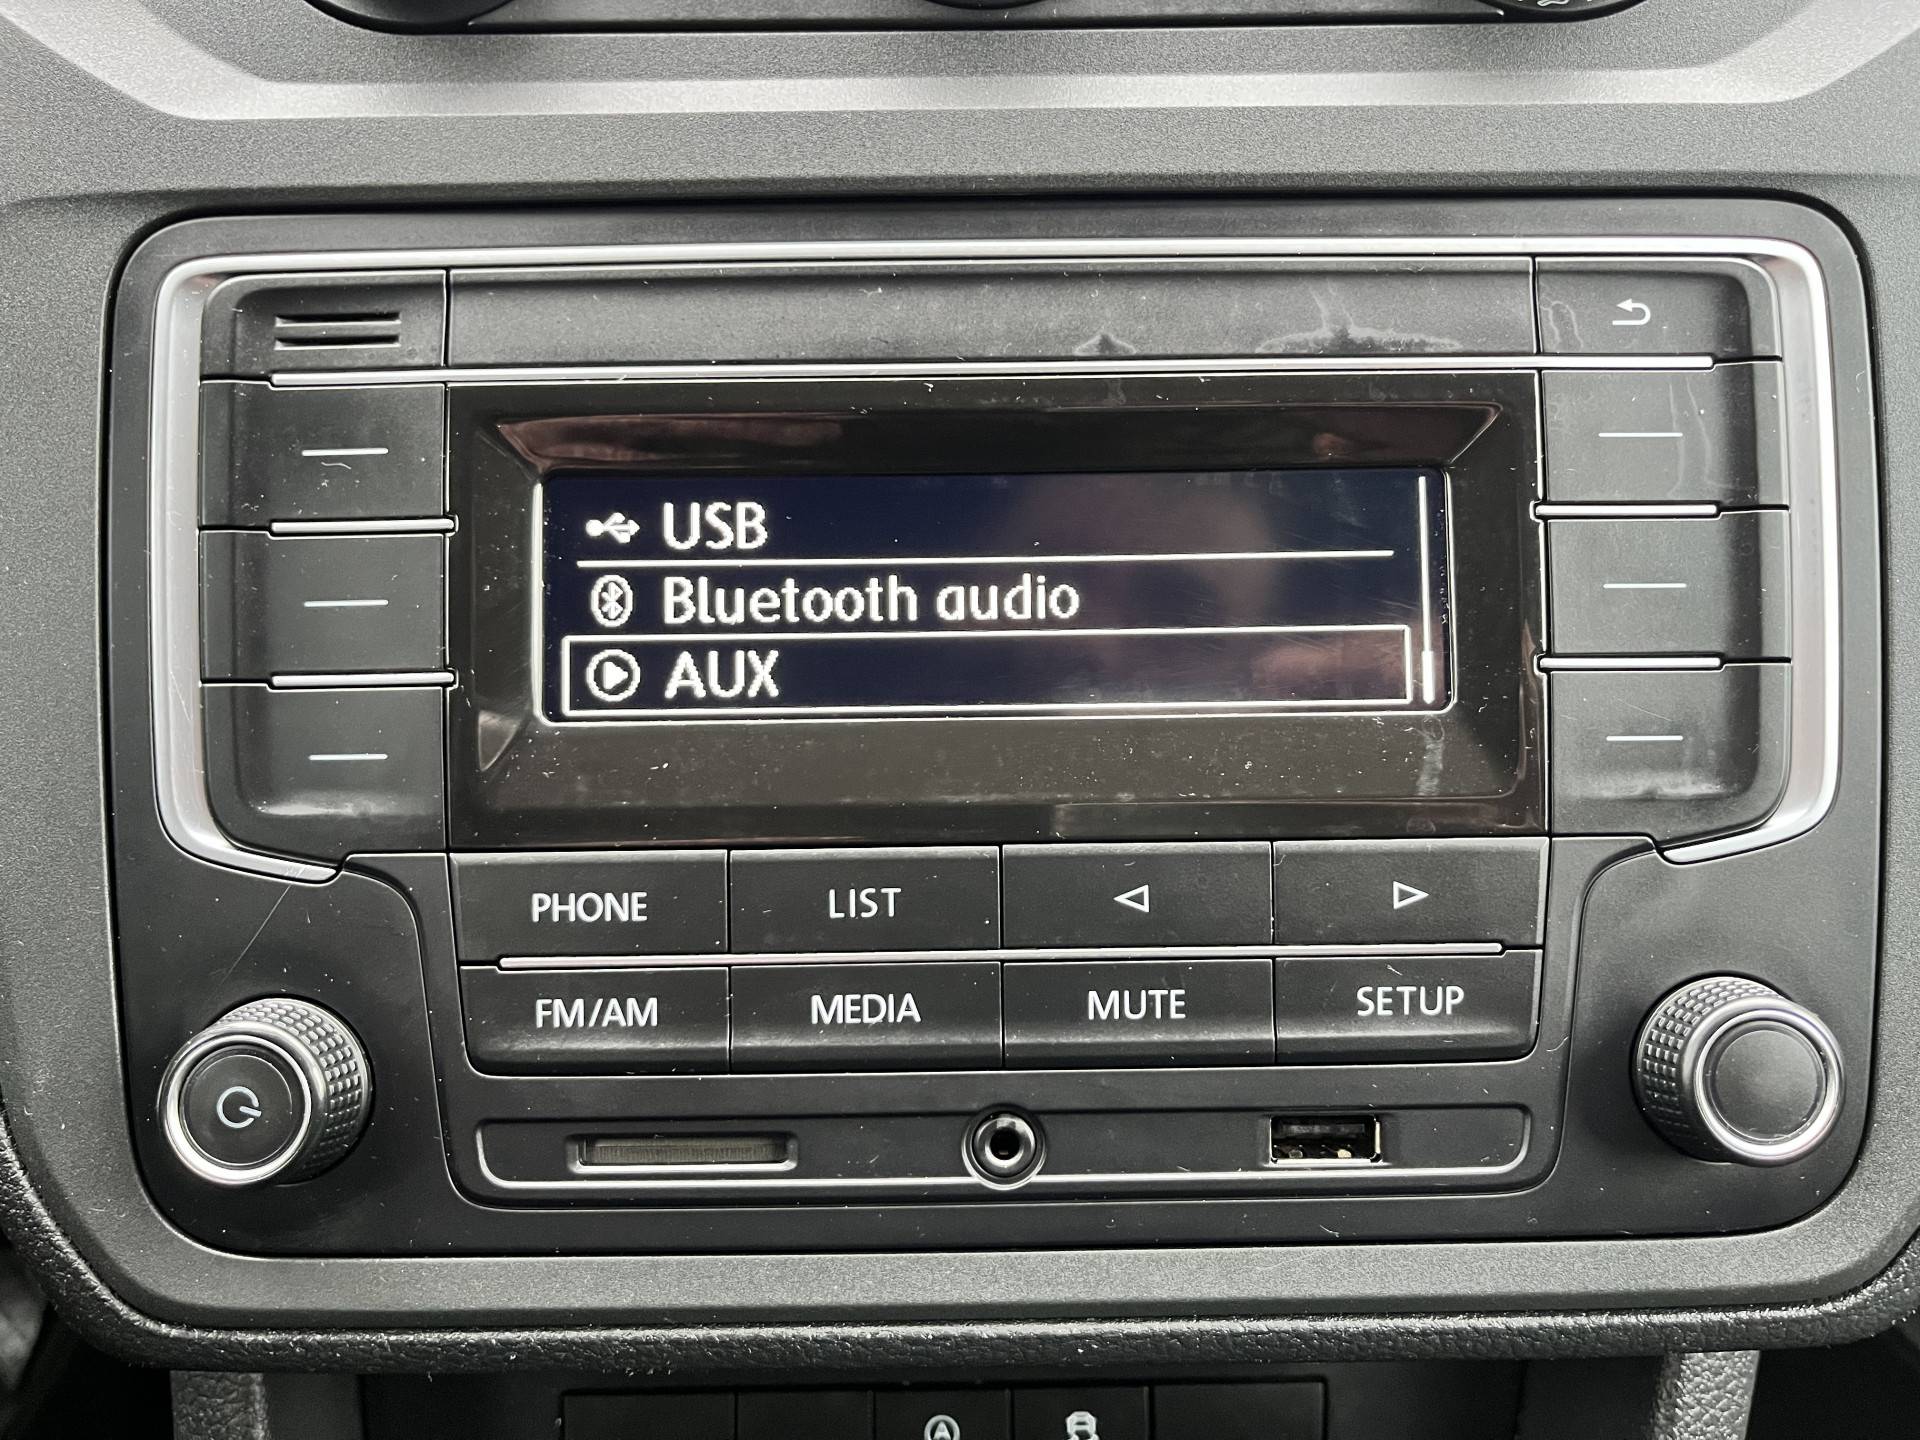 USB
Bluetooth audio
AUX
PHONE
LIST
FM/AM
MEDIA
MUTE
SETUP
A